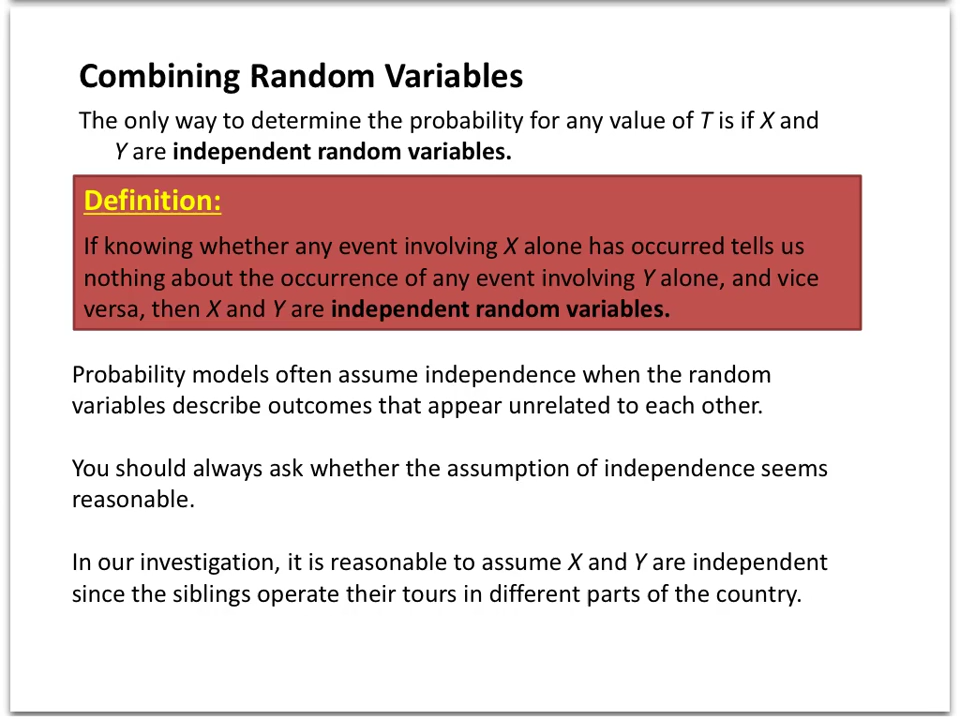 Combining Random Variables
The only way to determine the probability for any value of T is if X and
Y are independent random variables.
Definition:
If knowing whether any event involving X alone has occurred tells us
nothing about the occurrence of any event involving Y alone, and vice
versa, then X and Y are independent random variables.
Probability models often assume independence when the random
variables describe outcomes that appear unrelated to each other.
You should always ask whether the assumption of independence seems
reasonable.
In our investigation, it is reasonable to assume X and Y are independent
since the siblings operate their tours in different parts of the country.